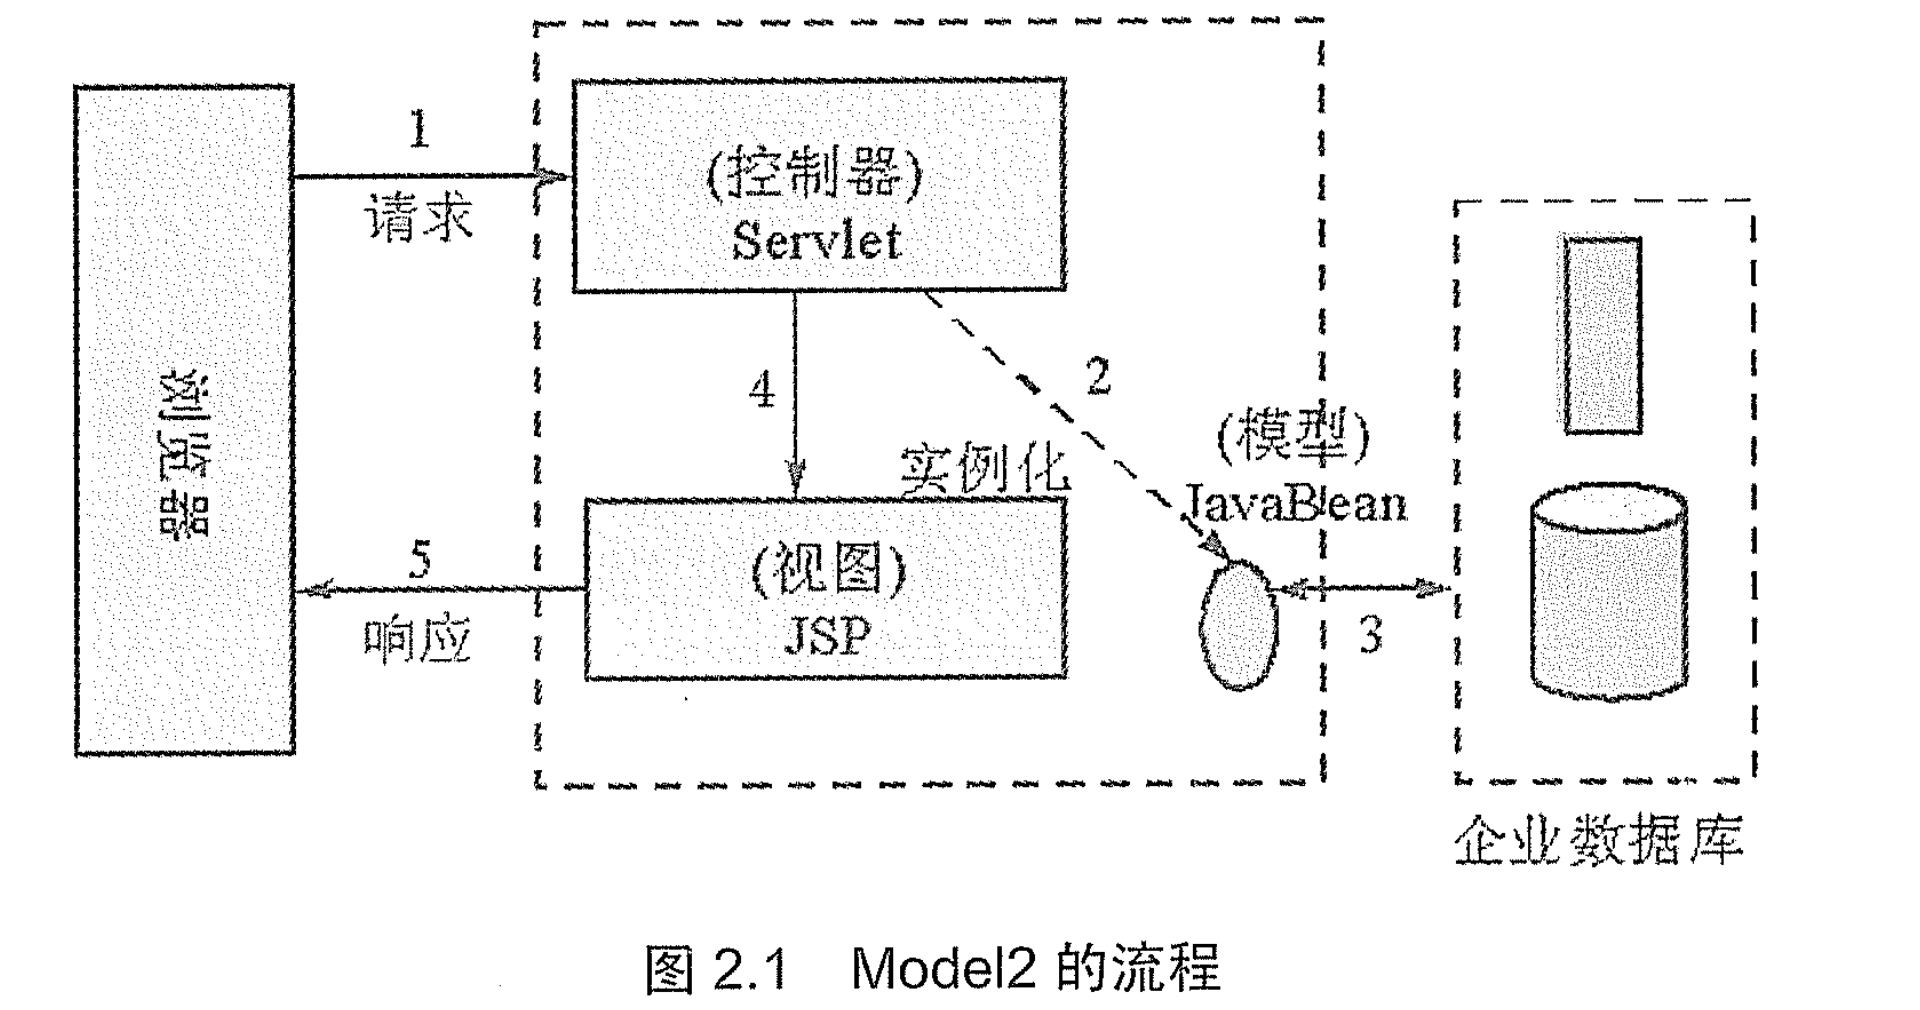 浏览器
1
请求
(控制器)
Servlet
4
2
实例化
(模型)
JavaBean
(视图)
JSP
5
响应
3
企业数据库
图 2.1 Model2 的流程